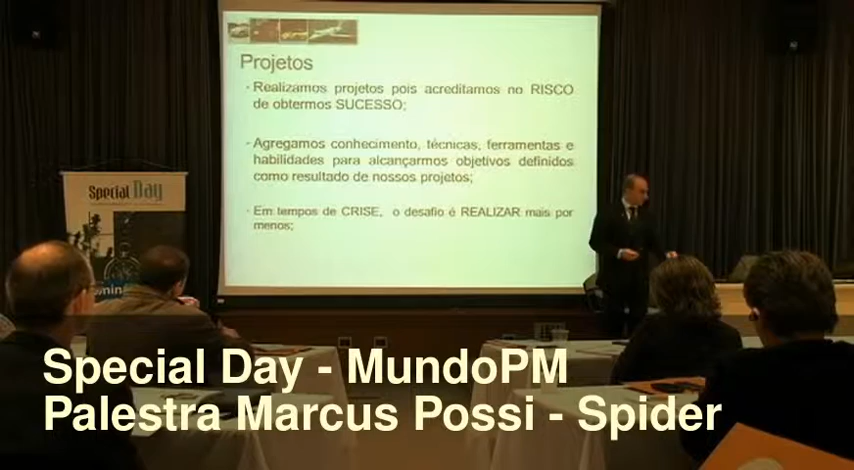 Projetos
- Realizamos projetos pois acreditamos no RISCO
de obtermos SUCESSO;
- Agregamos conhecimento, técnicas, ferramentas e
habilidades para alcançarmos objetivos definidos
como resultado de nossos projetos;
- Em tempos de CRISE, o desafio é REALIZAR mais por
menos;
Special Day
Special Day - MundoPM
Palestra Marcus Possi - Spider